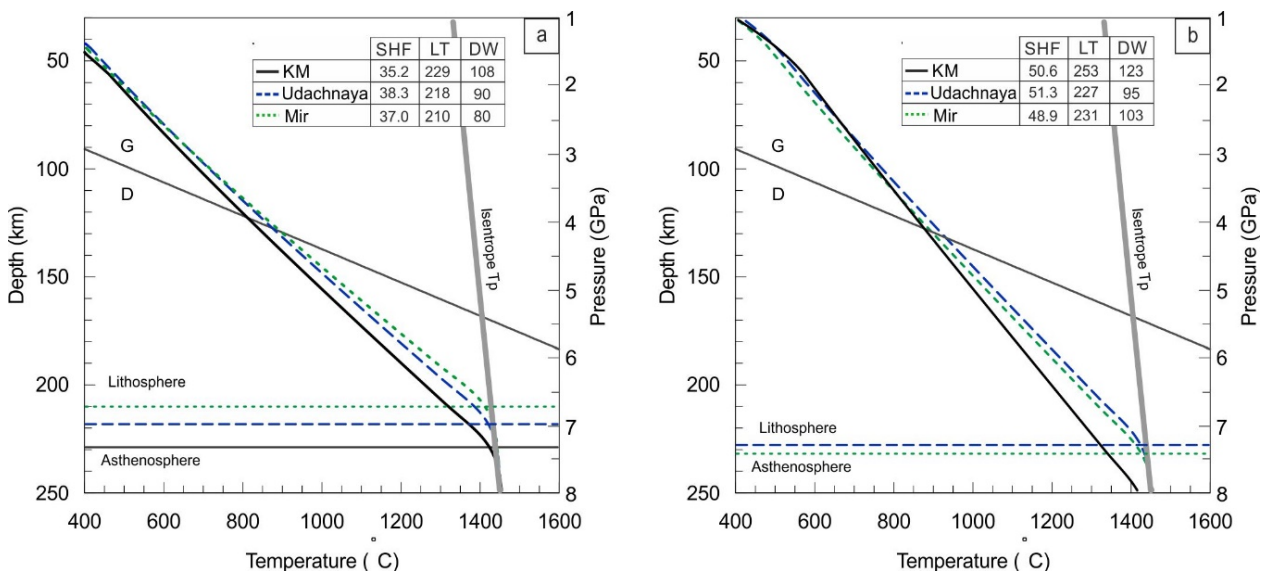 a
SHF LT DW
KM 35.2 229 108
Udachnaya 38.3 218 90
Mir 37.0 210 80
G
D
Isentrope Tp
Lithosphere
Asthenosphere
50
100
150
200
250
Depth (km)
1
2
3
4
5
6
7
8
Pressure (GPa)
400 600 800 1000 1200 1400 1600
Temperature (°C)
b
SHF LT DW
KM 50.6 253 123
Udachnaya 51.3 227 95
Mir 48.9 231 103
G
D
Isentrope Tp
Lithosphere
Asthenosphere
50
100
150
200
250
Depth (km)
1
2
3
4
5
6
7
8
Pressure (GPa)
400 600 800 1000 1200 1400 1600
Temperature (°C)